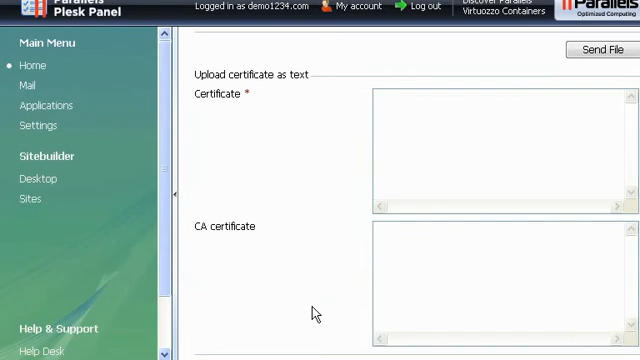 Parallels
Plesk Panel
Logged in as demo1234.com
My account
Log out
Discover Parallels
Virtuozzo Containers
Parallels
Optimized Computing
Main Menu
Home
Mail
Applications
Settings
Sitebuilder
Desktop
Sites
Help & Support
Help Desk
Send File
Upload certificate as text
Certificate *
CA certificate